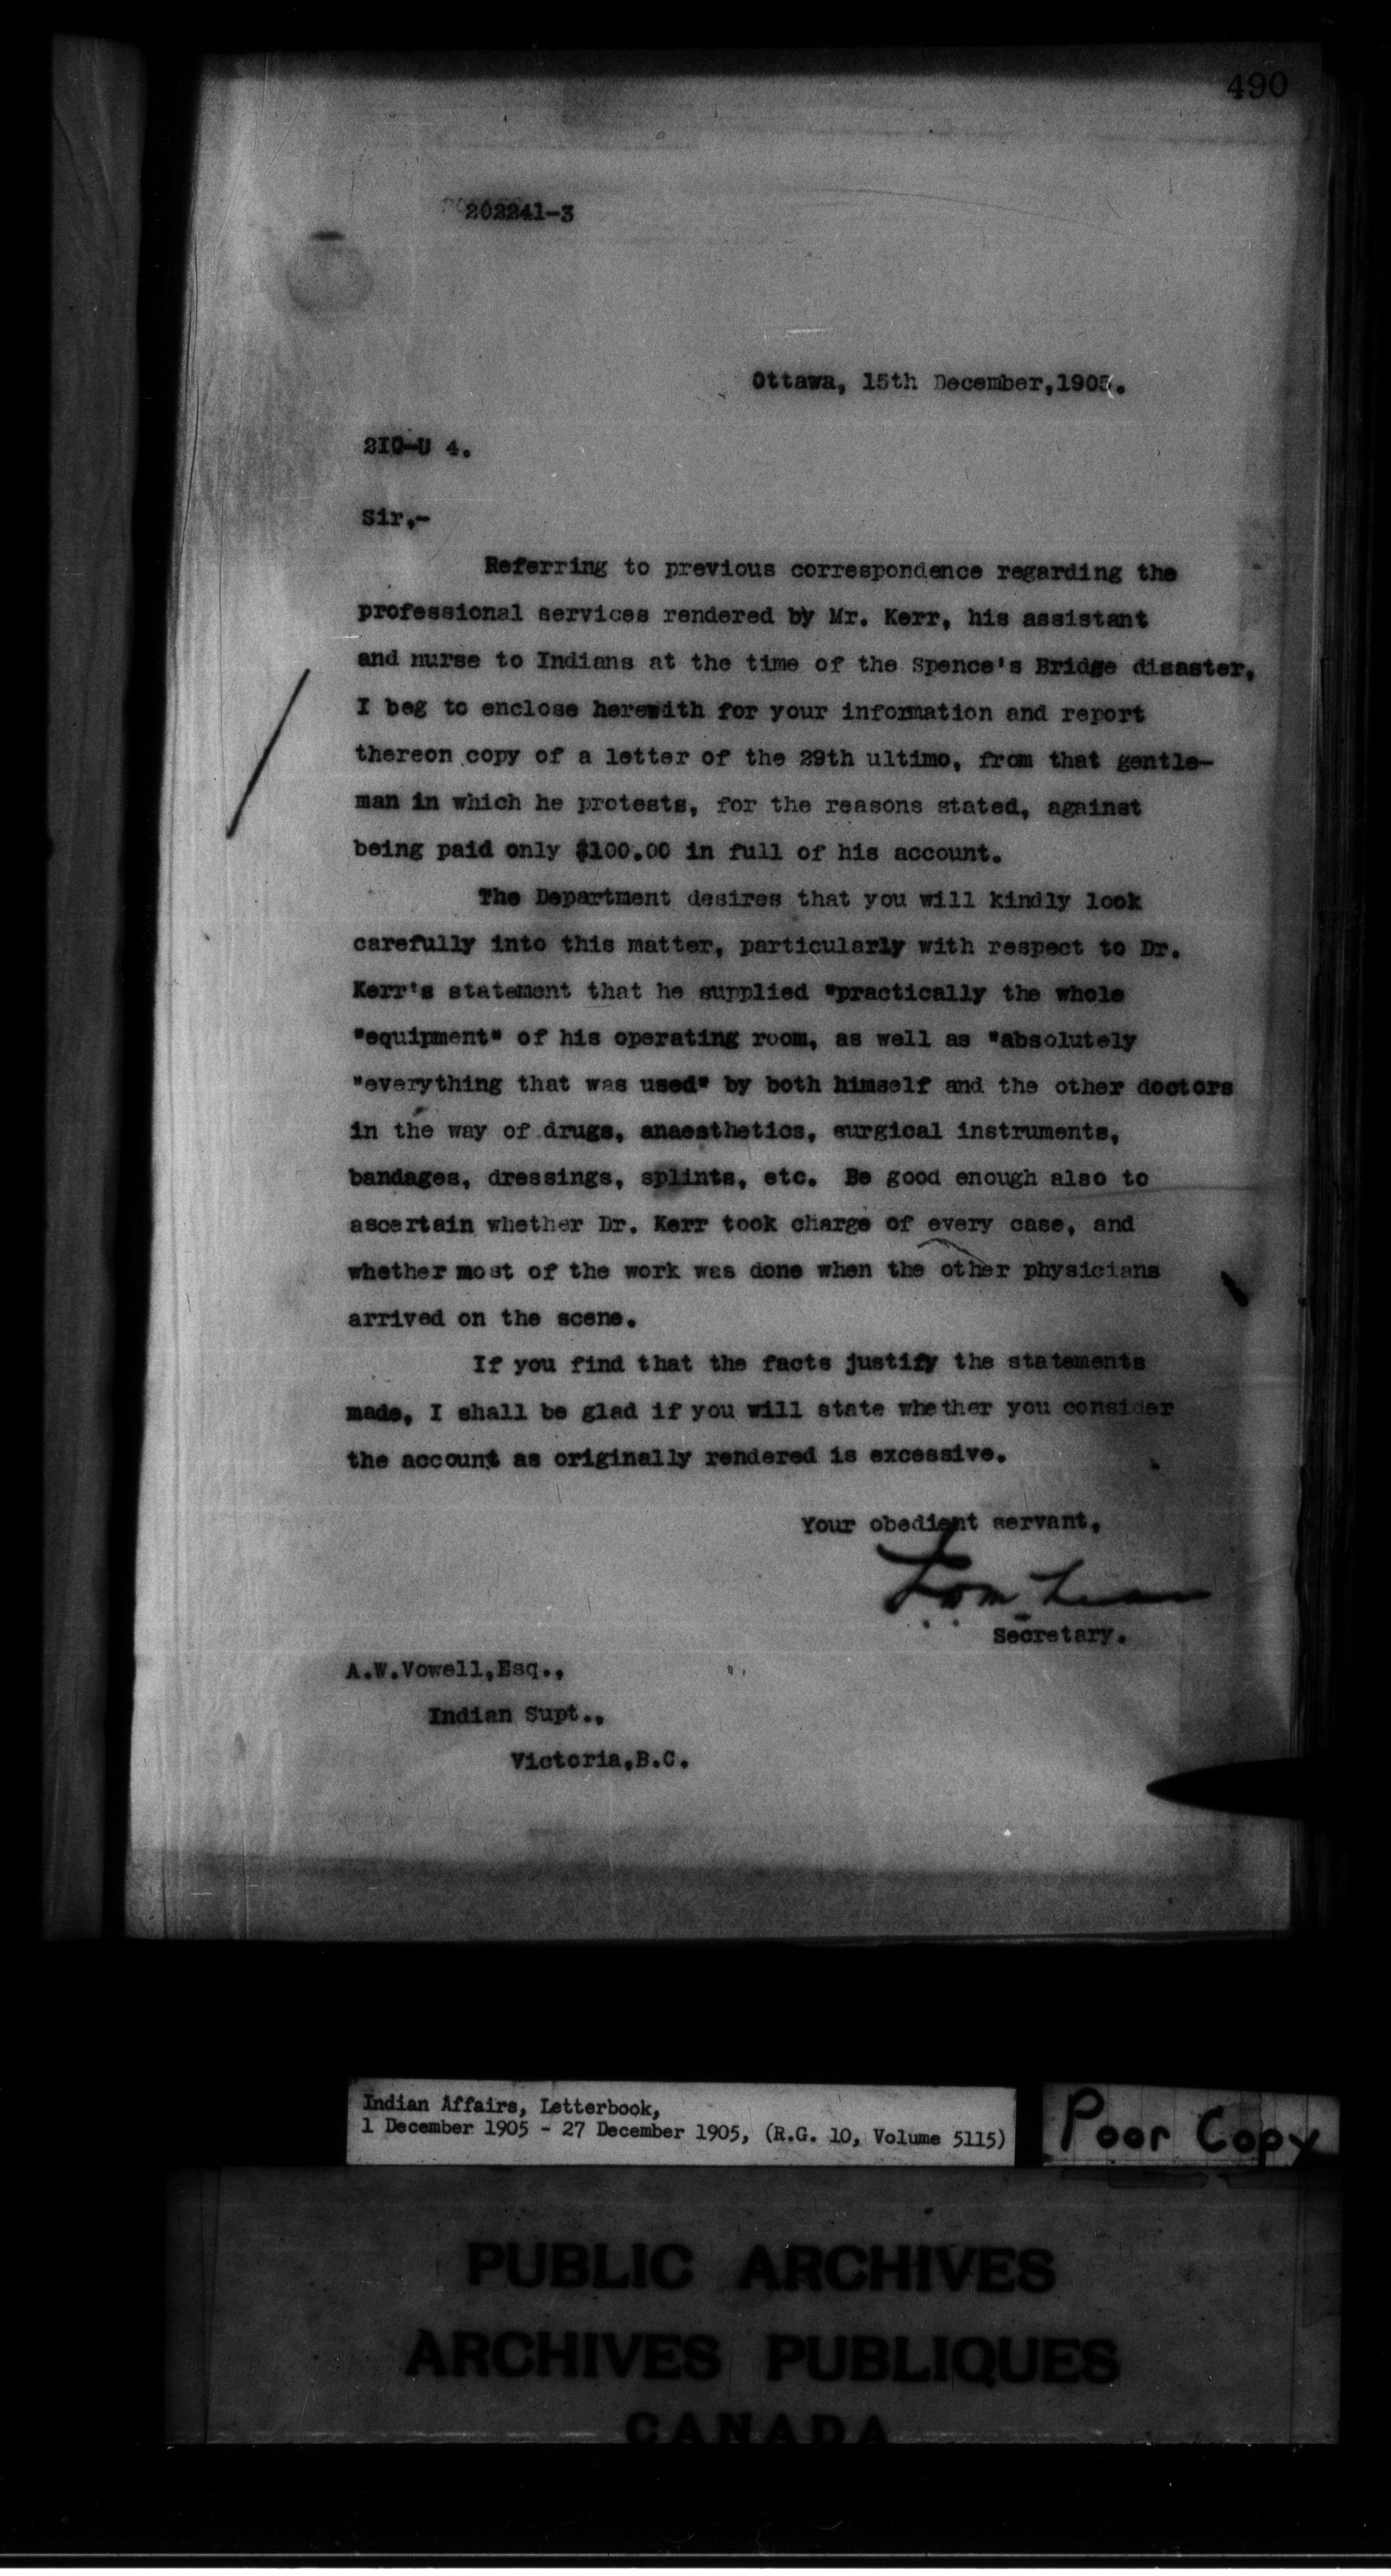 490
202241-3
Ottawa, 15th December,1905.
2IC-U 4.
Sir,-
Referring to previous correspondence regarding the
professional services rendered by Mr. Kerr, his assistant
and nurse to Indians at the time of the Spence's Bridge disaster,
I beg to enclose herewith for your information and report
thereon copy of a letter of the 29th ultimo, from that gentle-
man in which he protests, for the reasons stated, against
being paid only $100.00 in full of his account.
The Department desires that you will kindly look
carefully into this matter, particularly with respect to Dr.
Kerr's statement that he supplied "practically the whole
"equipment" of his operating room, as well as "absolutely
"everything that was used" by both himself and the other doctors
in the way of drugs, anaesthetics, surgical instruments,
bandages, dressings, splints, etc. Be good enough also to
ascertain whether Dr. Kerr took charge of every case, and
whether most of the work was done when the other physicians
arrived on the scene.
If you find that the facts justify the statements
made, I shall be glad if you will state whether you consider
the account as originally rendered is excessive.
Your obedient servant,
Secretary.
A.W.Vowell,Esq.,
Indian Supt.,
Victoria,B.C.
Indian Affairs, Letterbook,
1 December 1905 - 27 December 1905, (R.G. 10, Volume 5115)
Poor Copy
PUBLIC ARCHIVES
ARCHIVES PUBLIQUES
CANADA